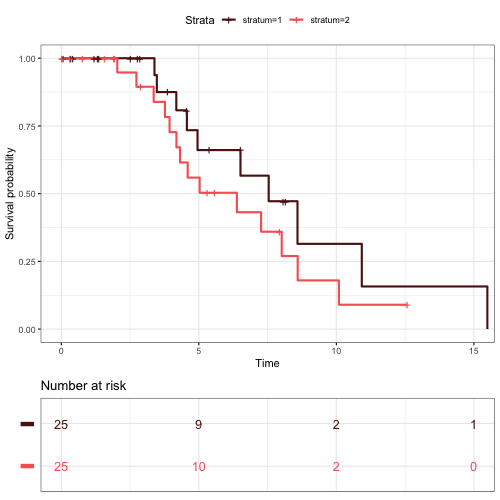 Strata stratum=1 stratum=2
1.00
0.75
0.50
0.25
0.00
Survival probability
0 5 10 15
Time
Number at risk
25 9 2 1
25 10 2 0